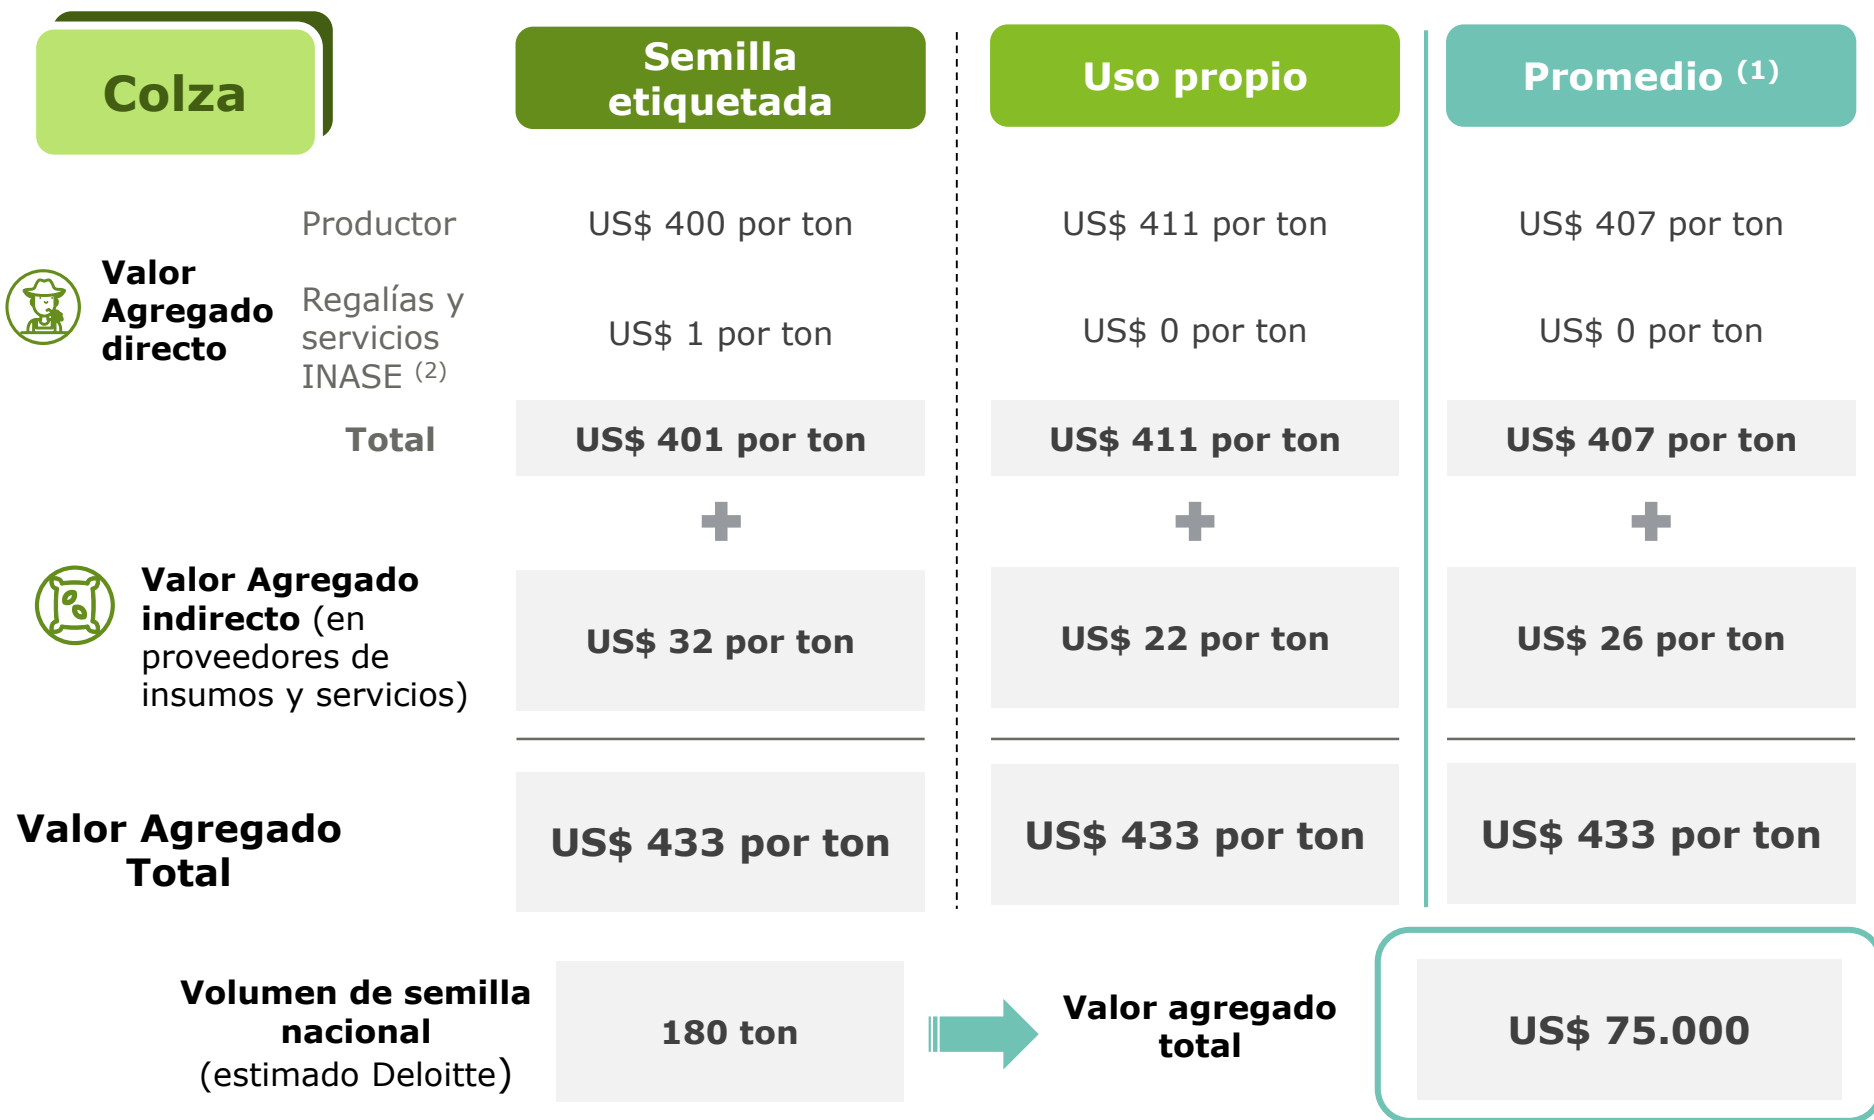 Colza
Semilla
etiquetada
Uso propio
Promedio (1)
Valor
Agregado
directo
Productor
US$ 400 por ton
US$ 411 por ton
US$ 407 por ton
Regalías y
servicios
INASE (2)
US$ 1 por ton
US$ 0 por ton
US$ 0 por ton
Total
US$ 401 por ton
US$ 411 por ton
US$ 407 por ton
Valor Agregado
indirecto (en
proveedores de
insumos y servicios)
US$ 32 por ton
US$ 22 por ton
US$ 26 por ton
Valor Agregado
Total
US$ 433 por ton
US$ 433 por ton
US$ 433 por ton
Volumen de semilla
nacional
(estimado Deloitte)
180 ton
Valor agregado
total
US$ 75.000